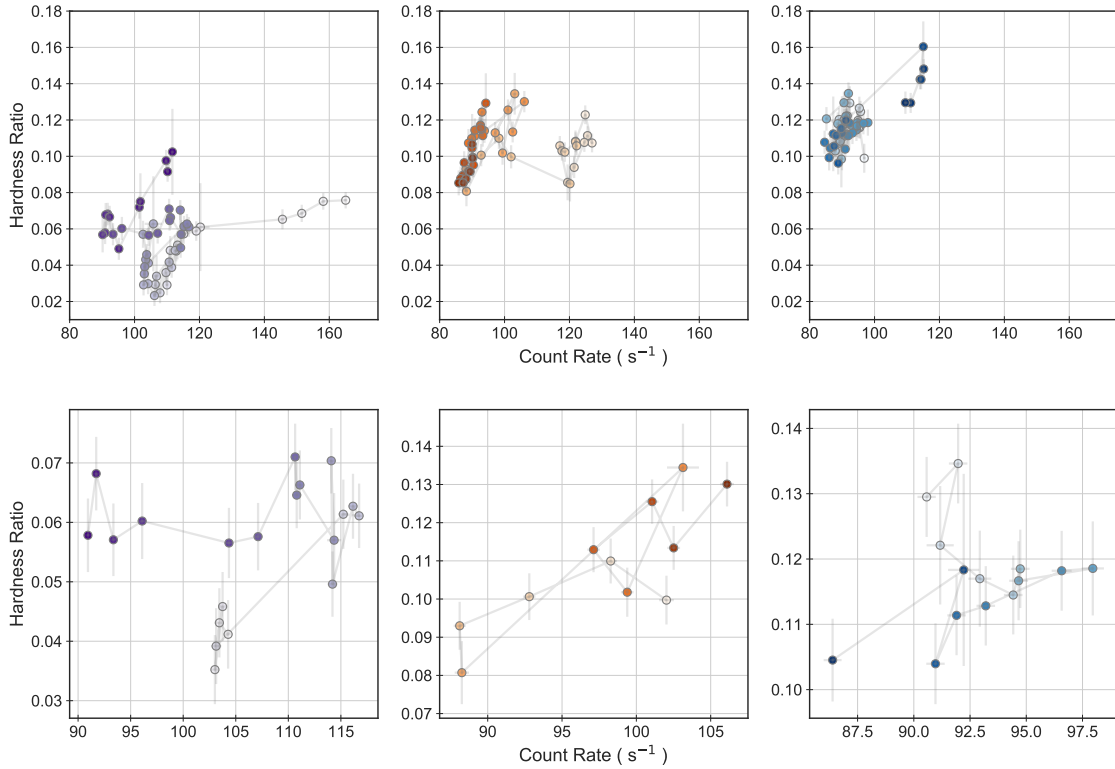 0.18 0.18 0.18
0.16 0.16 0.16
0.14 0.14 0.14
0.12 0.12 0.12
0.10 0.10 0.10
0.08 0.08 0.08
0.06 0.06 0.06
0.04 0.04 0.04
0.02 0.02 0.02
Hardness Ratio
80 100 120 140 160 80 100 120 140 160 80 100 120 140 160
Count Rate ( s⁻¹ )
0.07 0.14 0.14
0.06 0.13 0.13
0.05 0.12 0.12
0.04 0.11 0.11
0.03 0.10 0.10
0.09
0.08
0.07
Hardness Ratio
90 95 100 105 110 115 90 95 100 105 87.5 90.0 92.5 95.0 97.5
Count Rate ( s⁻¹ )